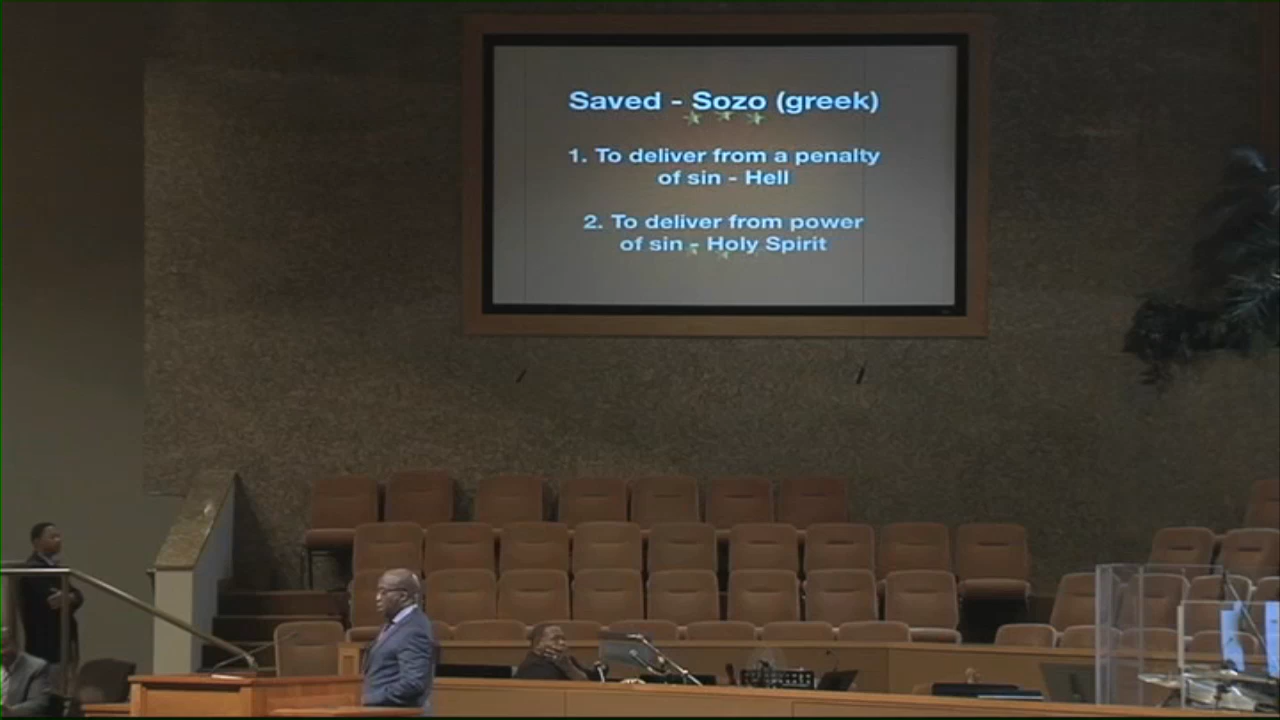 Saved - Sozo (greek)
1. To deliver from a penalty
of sin - Hell
2. To deliver from power
of sin - Holy Spirit